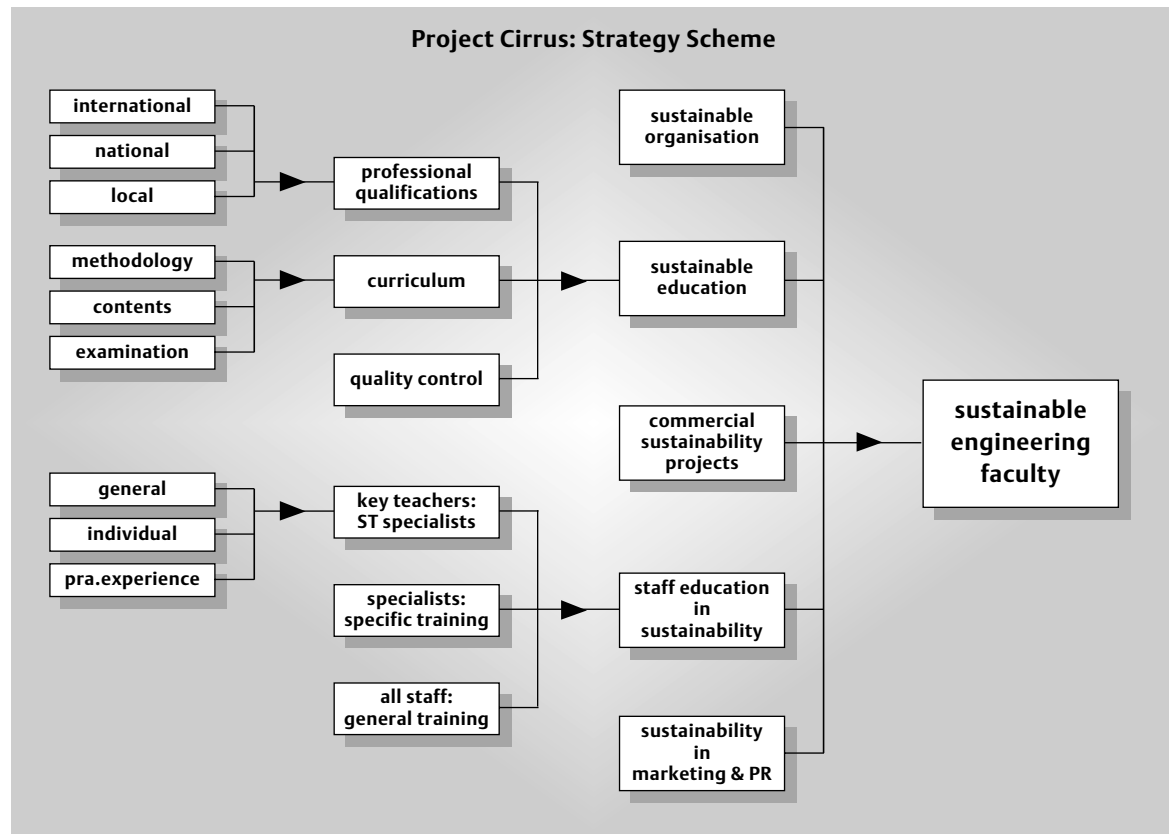 Project Cirrus: Strategy Scheme
international
national
local
methodology
contents
examination
general
individual
pra.experience
professional
qualifications
curriculum
quality control
key teachers:
ST specialists
specialists:
specific training
all staff:
general training
sustainable
organisation
sustainable
education
commercial
sustainability
projects
staff education
in
sustainability
sustainability
in
marketing & PR
sustainable
engineering
faculty